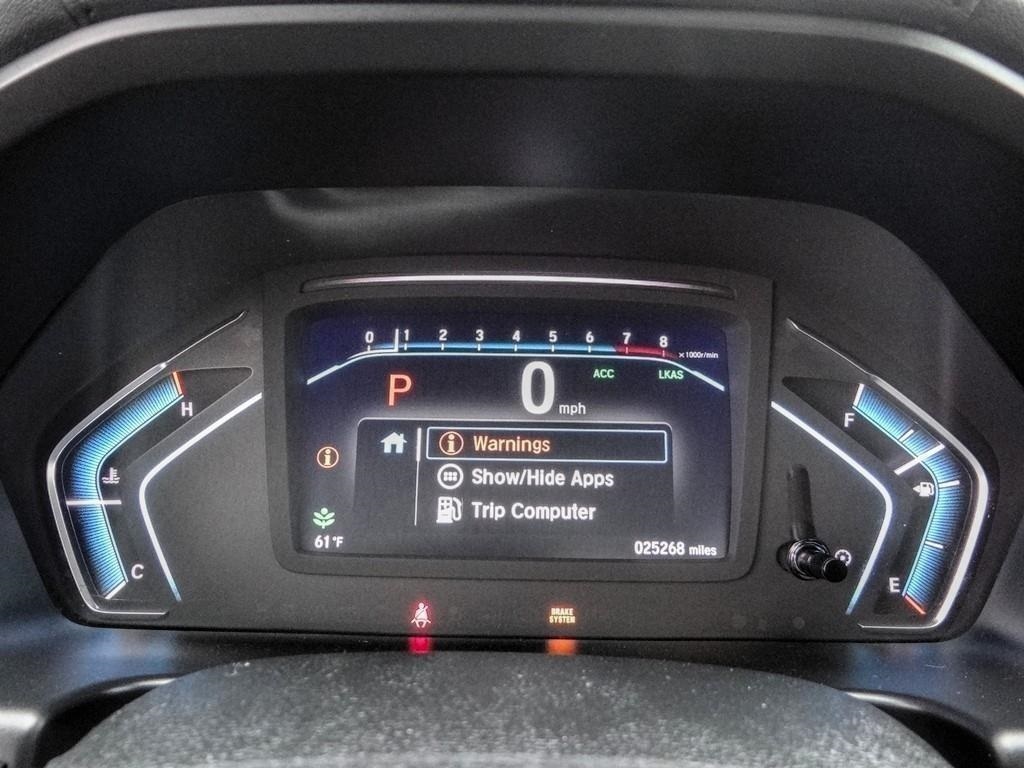 0 1 2 3 4 5 6 7 8 ×1000r/min
P 0 mph ACC LKAS
H
F
Warnings
Show/Hide Apps
Trip Computer
61°F 025268 miles
C
E
BRAKE
SYSTEM